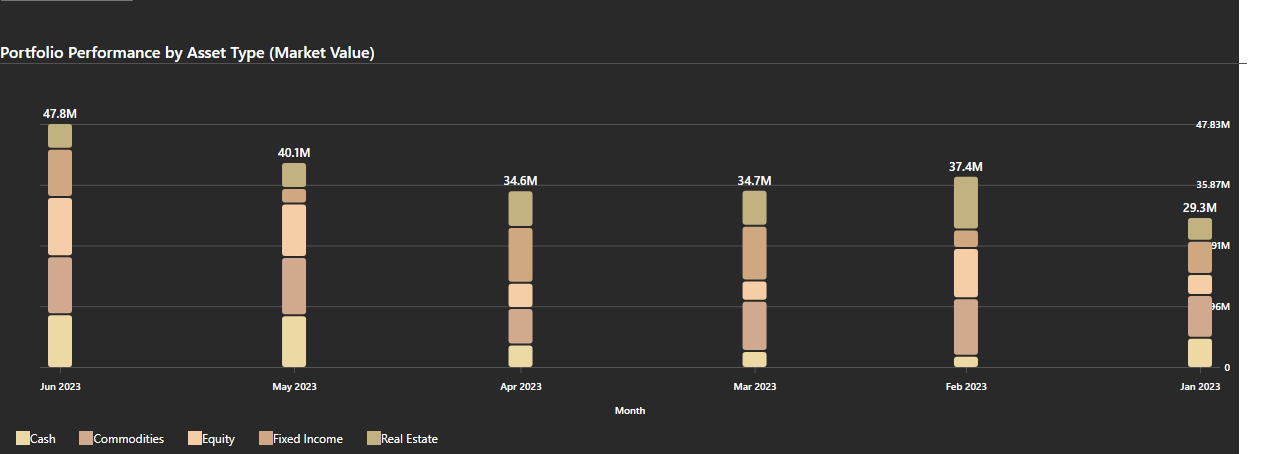 Portfolio Performance by Asset Type (Market Value)
47.8M
40.1M
34.6M
34.7M
37.4M
29.3M
47.83M
35.87M
91M
96M
0
Jun 2023
May 2023
Apr 2023
Mar 2023
Feb 2023
Jan 2023
Month
Cash
Commodities
Equity
Fixed Income
Real Estate